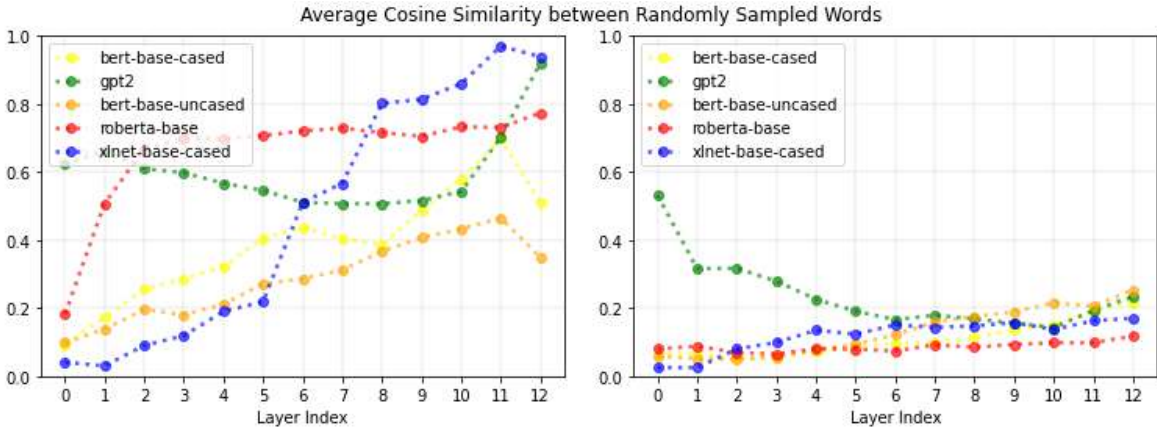 Average Cosine Similarity between Randomly Sampled Words
1.0
0.8
0.6
0.4
0.2
0.0
bert-base-cased
gpt2
bert-base-uncased
roberta-base
xlnet-base-cased
0 1 2 3 4 5 6 7 8 9 10 11 12
Layer Index
1.0
0.8
0.6
0.4
0.2
0.0
bert-base-cased
gpt2
bert-base-uncased
roberta-base
xlnet-base-cased
0 1 2 3 4 5 6 7 8 9 10 11 12
Layer Index